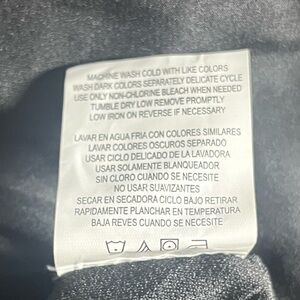 MACHINE WASH COLD WITH LIKE COLORS
WASH DARK COLORS SEPARATELY DELICATE CYCLE
USE ONLY NON-CHLORINE BLEACH WHEN NEEDED
TUMBLE DRY LOW REMOVE PROMPTLY
LOW IRON ON REVERSE IF NECESSARY
LAVAR EN AGUA FRIA CON COLORES SIMILARES
LAVAR COLORES OSCUROS SEPARADO
USAR CICLO DELICADO DE LA LAVADORA
USAR SOLAMENTE BLANQUEADOR
SIN CLORO CUANDO SE NECESITE
NO USAR SUAVIZANTES
SECAR EN SECADORA CICLO BAJO RETIRAR
RAPIDAMENTE PLANCHAR EN TEMPERATURA
BAJA REVES CUANDO SE NECESITE